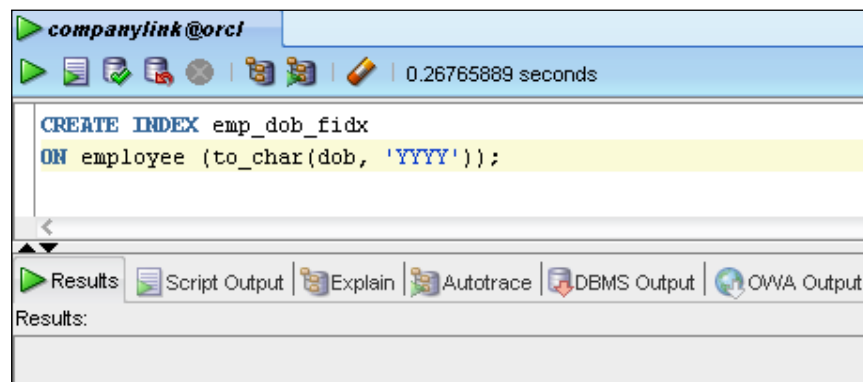 companylink@orcl
0.26765889 seconds
CREATE INDEX emp_dob_fidx
ON employee (to_char(dob, 'YYYY'));
Results Script Output Explain Autotrace DBMS Output OWA Output
Results: